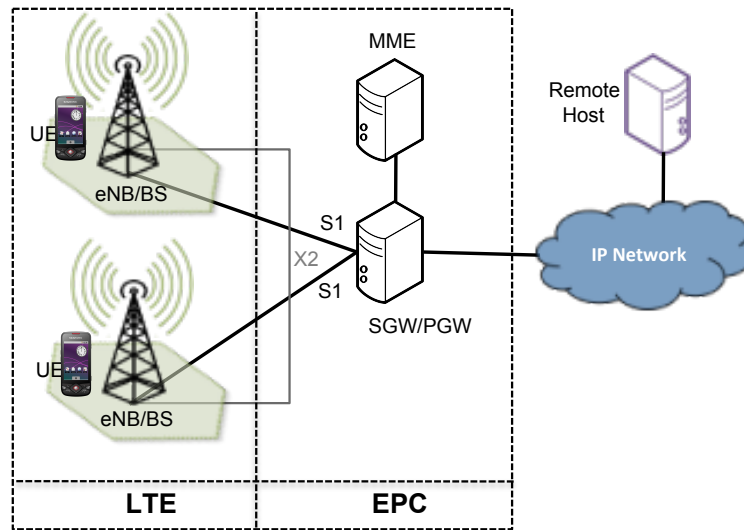 MME
Remote
Host
UE
eNB/BS
S1
X2
S1
IP Network
SGW/PGW
UE
eNB/BS
LTE
EPC